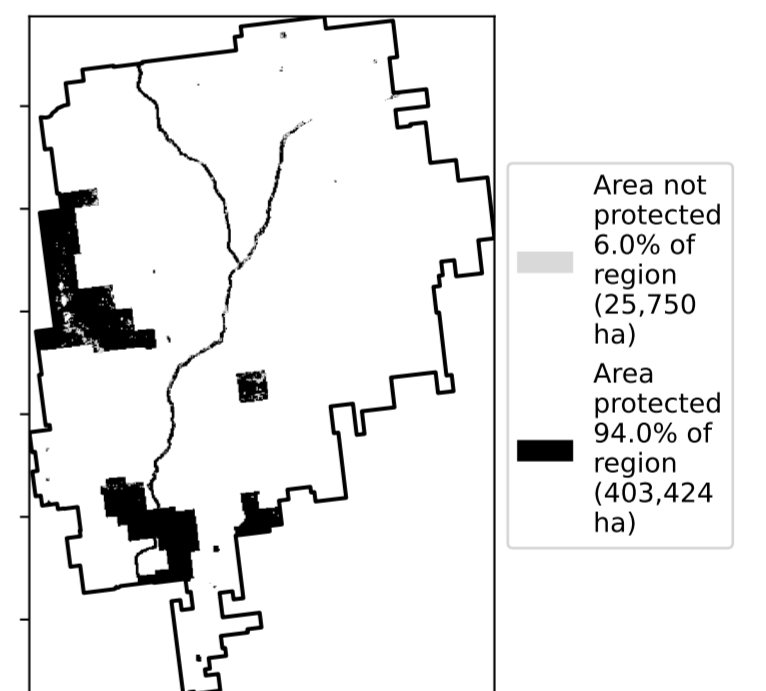 Area not
protected
6.0% of
region
(25,750
ha)
Area
protected
94.0% of
region
(403,424
ha)